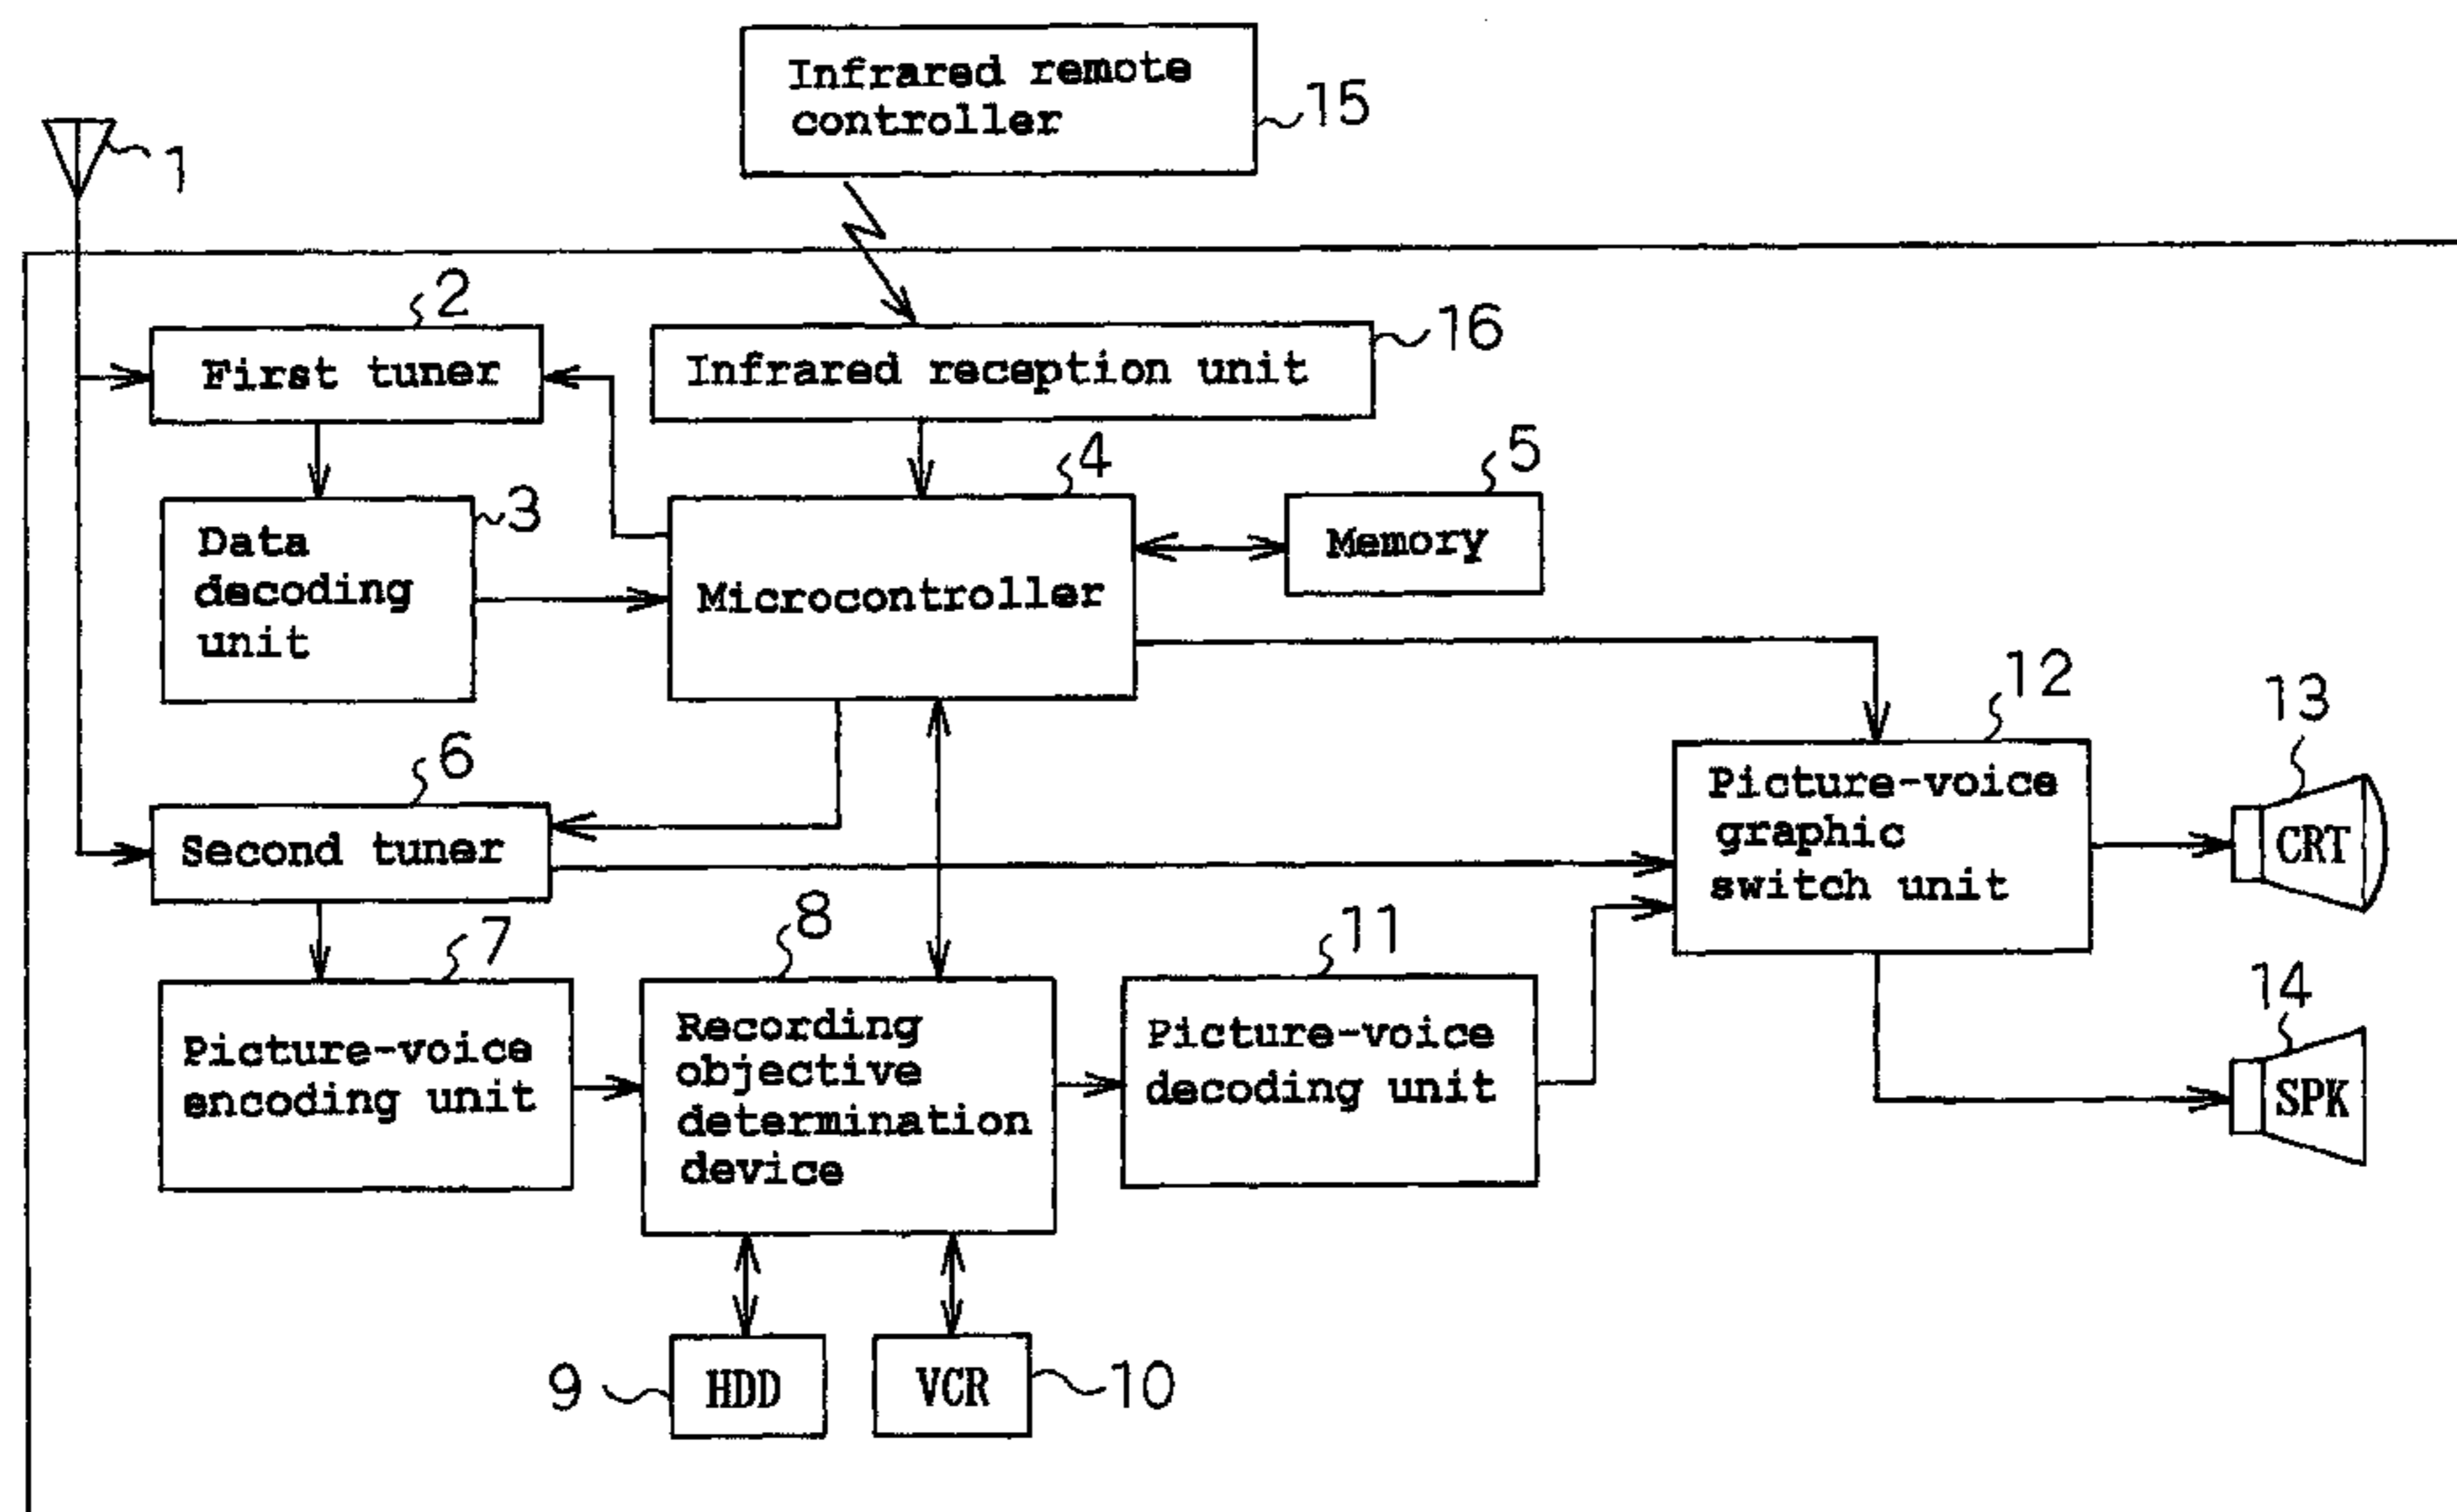 Infrared remote
controller
15
1
2
First tuner
Infrared reception unit
16
3
Data
decoding
unit
4
Microcontroller
5
Memory
6
Second tuner
12
Picture-voice
graphic
switch unit
13
CRT
7
Picture-voice
encoding unit
8
Recording
objective
determination
device
11
Picture-voice
decoding unit
14
SPK
9
HDD
VCR
10